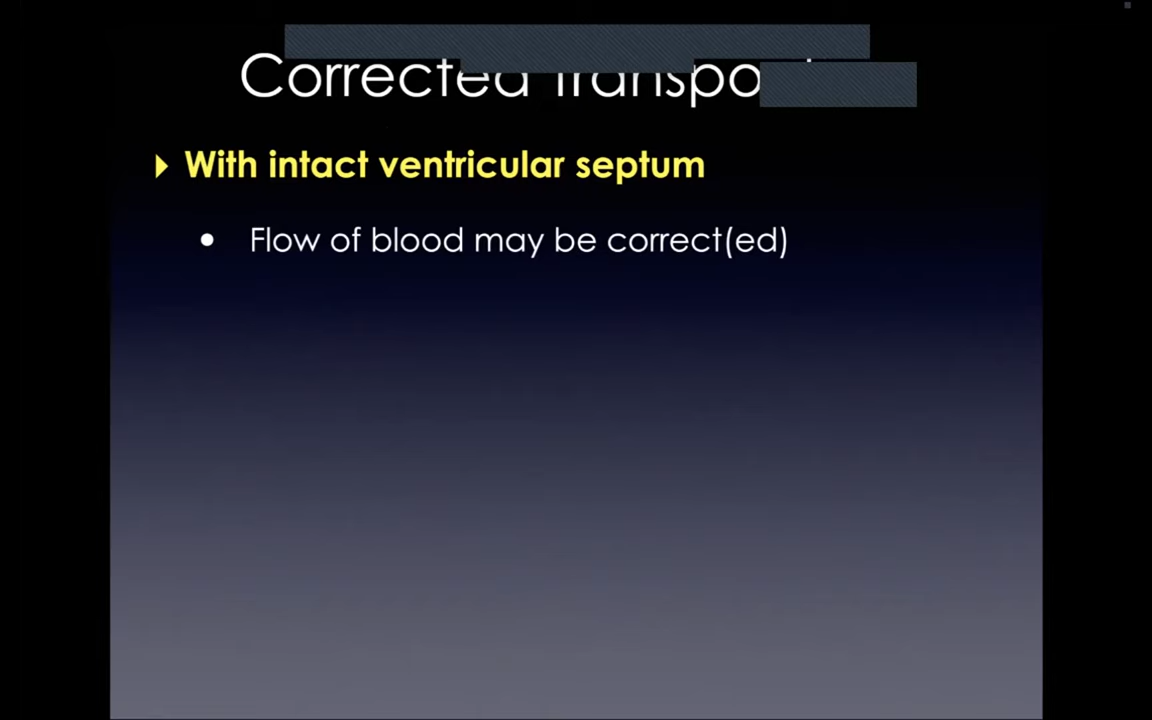 Corrected
With intact ventricular septum
Flow of blood may be correct(ed)